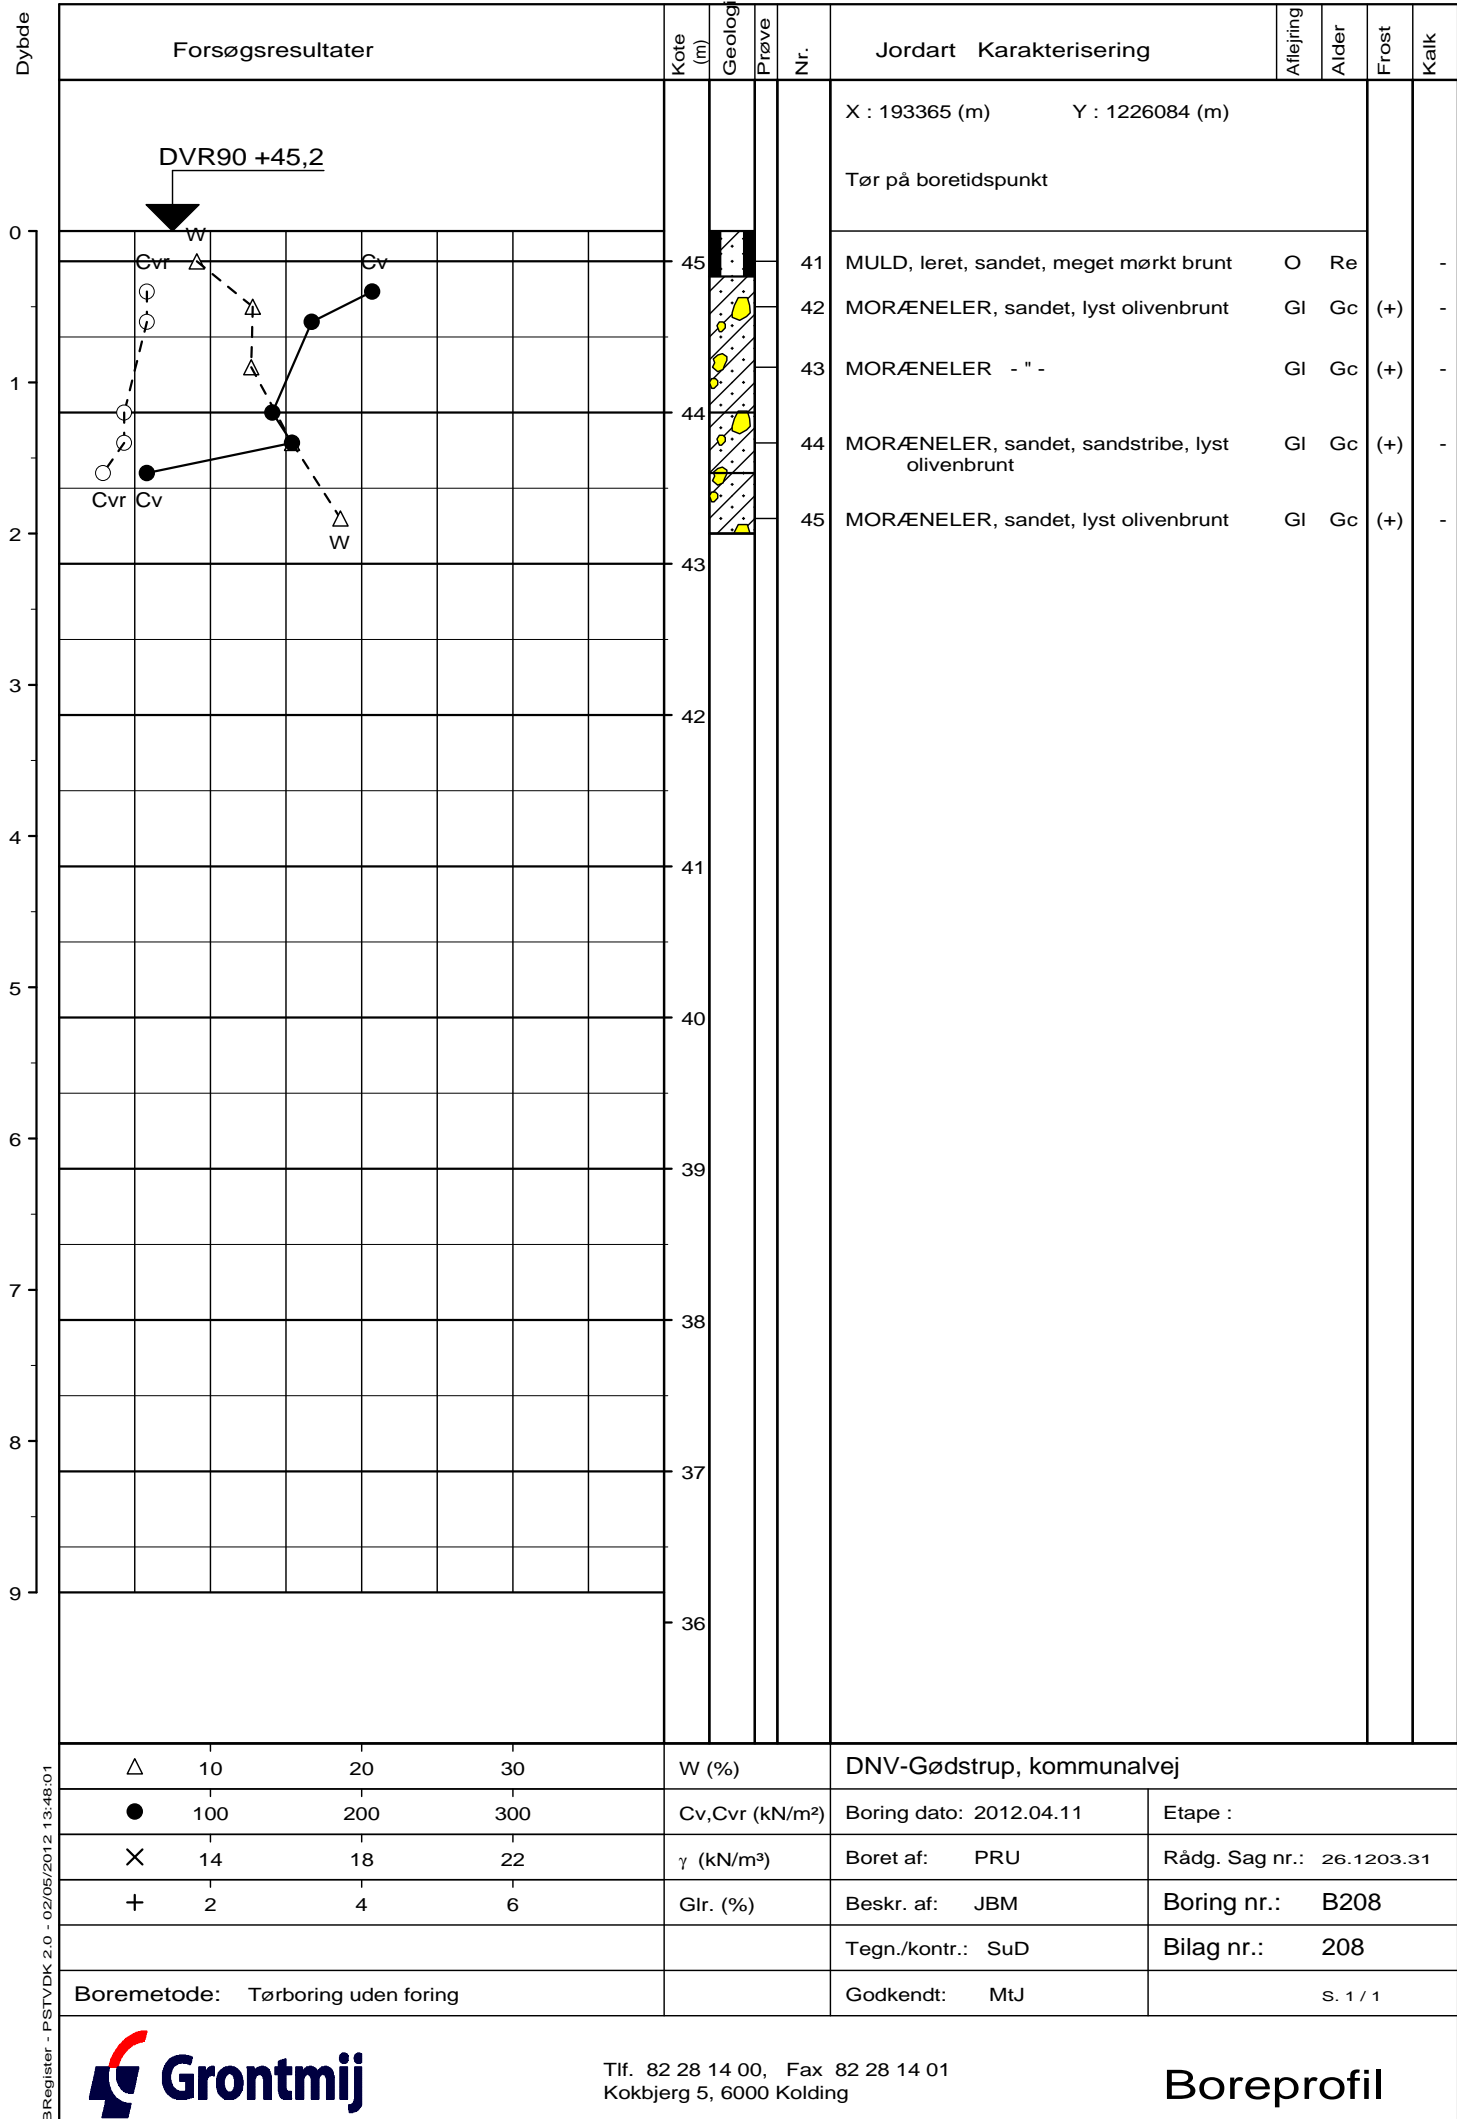 Dybde
Forsøgsresultater
Kote (m)
Geologi
Prøve
Nr.
Jordart Karakterisering
Aflejring
Alder
Frost
Kalk
X : 193365 (m) Y : 1226084 (m)
DVR90 +45,2
Tør på boretidspunkt
0
W
Cvr Cv
45 41 MULD, leret, sandet, meget mørkt brunt O Re -
42 MORÆNELER, sandet, lyst olivenbrunt Gl Gc (+) -
43 MORÆNELER - " - Gl Gc (+) -
1
44
44 MORÆNELER, sandet, sandstribe, lyst Gl Gc (+) -
olivenbrunt
Cvr Cv
45 MORÆNELER, sandet, lyst olivenbrunt Gl Gc (+) -
2
W
43
3
42
4
41
5
40
6
39
7
38
8
37
9
36
10 20 30 W (%)
100 200 300 Cv,Cvr (kN/m²)
14 18 22 γ (kN/m³)
2 4 6 Glr. (%)
Boremetode: Tørboring uden foring
DNV-Gødstrup, kommunalvej
Boring dato: 2012.04.11 Etape :
Boret af: PRU Rådg. Sag nr.: 26.1203.31
Beskr. af: JBM Boring nr.: B208
Tegn./kontr.: SuD Bilag nr.: 208
Godkendt: MtJ S. 1 / 1
BRegister - PSTVDK 2.0 - 02/05/2012 13:48:01
Grontmij
Tlf. 82 28 14 00, Fax 82 28 14 01
Kokbjerg 5, 6000 Kolding
Boreprofil